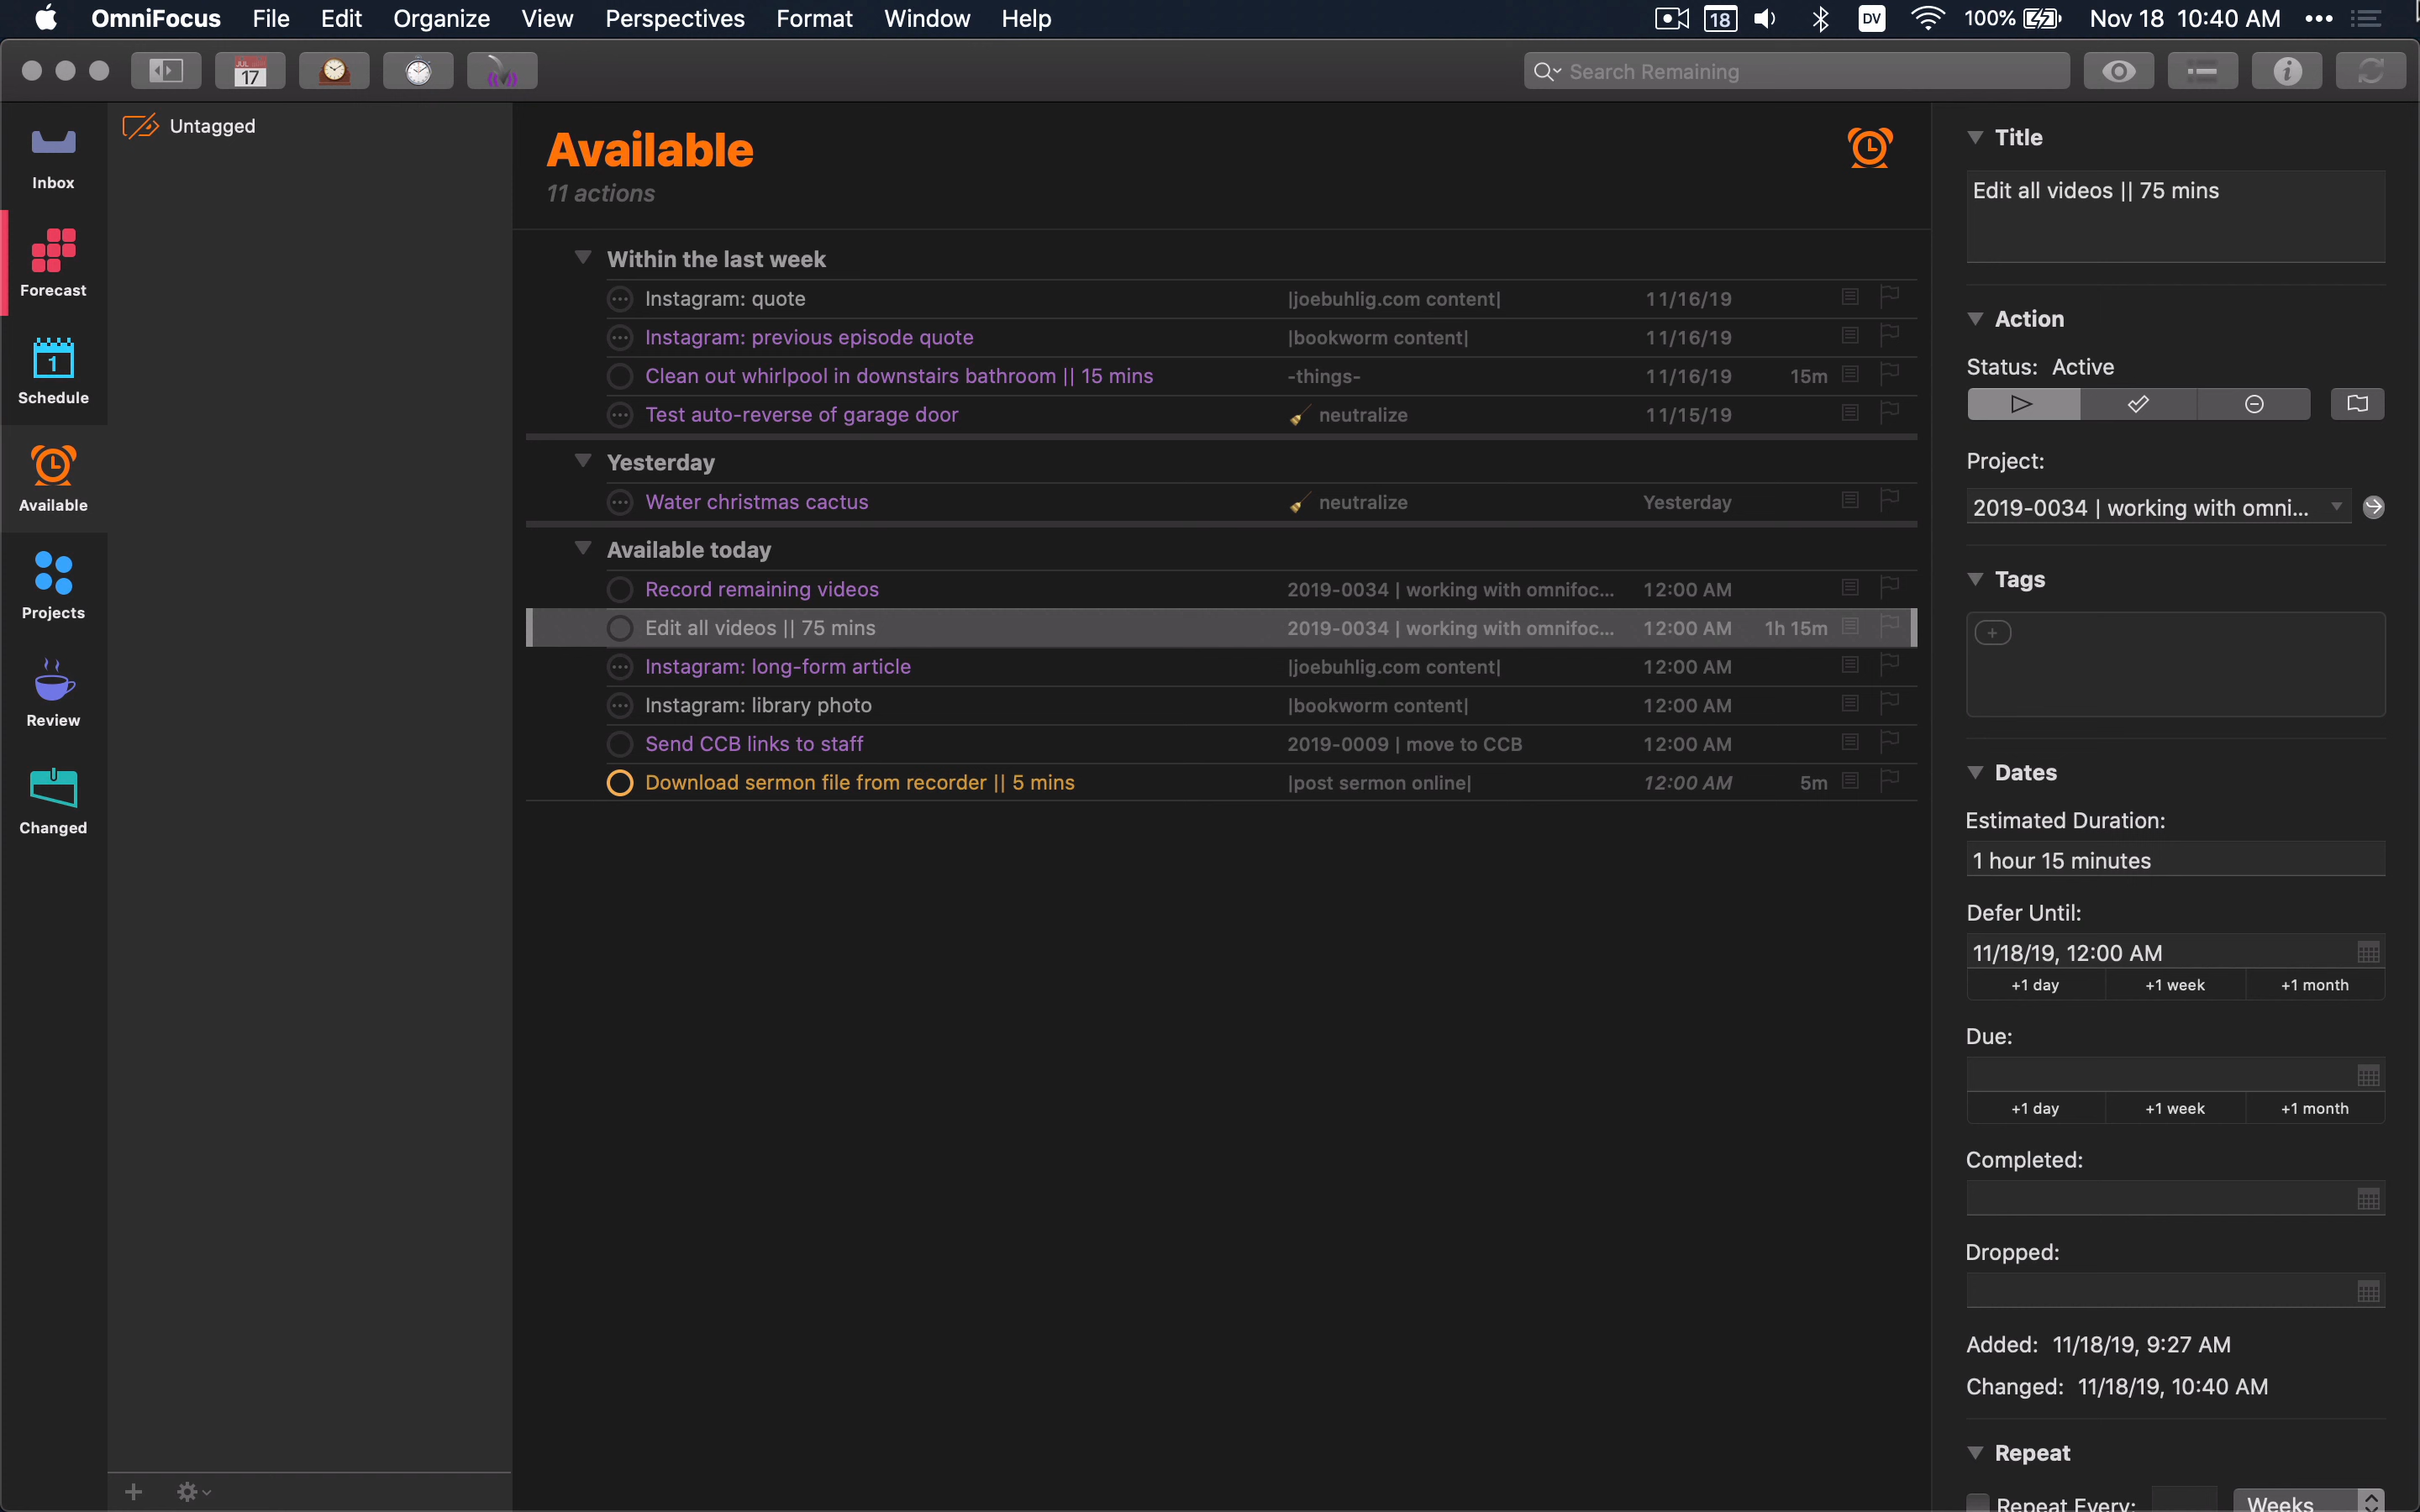 OmniFocus File Edit Organize View Perspectives Format Window Help 18 DV 100% Nov 18 10:40 AM
JUL 17 Search Remaining
Inbox
Forecast
1
Schedule
Available
Projects
Review
Changed
Untagged
Available
11 actions
Within the last week
Instagram: quote |joebuhlig.com content| 11/16/19
Instagram: previous episode quote |bookworm content| 11/16/19
Clean out whirlpool in downstairs bathroom || 15 mins -things- 11/16/19 15m
Test auto-reverse of garage door neutralize 11/15/19
Yesterday
Water christmas cactus neutralize Yesterday
Available today
Record remaining videos 2019-0034 | working with omnifoc... 12:00 AM
Edit all videos || 75 mins 2019-0034 | working with omnifoc... 12:00 AM 1h 15m
Instagram: long-form article |joebuhlig.com content| 12:00 AM
Instagram: library photo |bookworm content| 12:00 AM
Send CCB links to staff 2019-0009 | move to CCB 12:00 AM
Download sermon file from recorder || 5 mins |post sermon online| 12:00 AM 5m
Title
Edit all videos || 75 mins
Action
Status: Active
Project:
2019-0034 | working with omni...
Tags
Dates
Estimated Duration:
1 hour 15 minutes
Defer Until:
11/18/19, 12:00 AM
+1 day +1 week +1 month
Due:
+1 day +1 week +1 month
Completed:
Dropped:
Added: 11/18/19, 9:27 AM
Changed: 11/18/19, 10:40 AM
Repeat
Repeat Every: Weeks